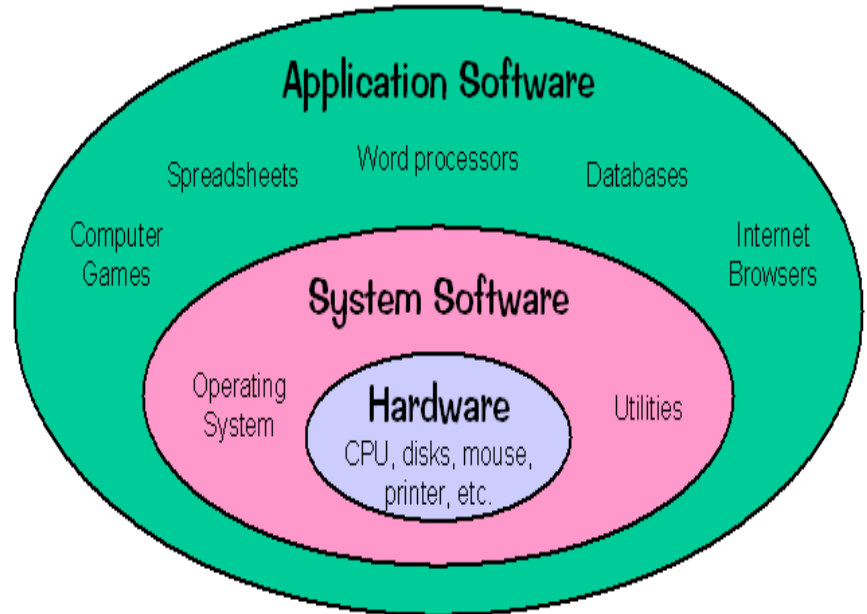 Application Software
Word processors
Spreadsheets
Databases
Computer
Games
Internet
Browsers
System Software
Operating
System
Utilities
Hardware
CPU, disks, mouse,
printer, etc.